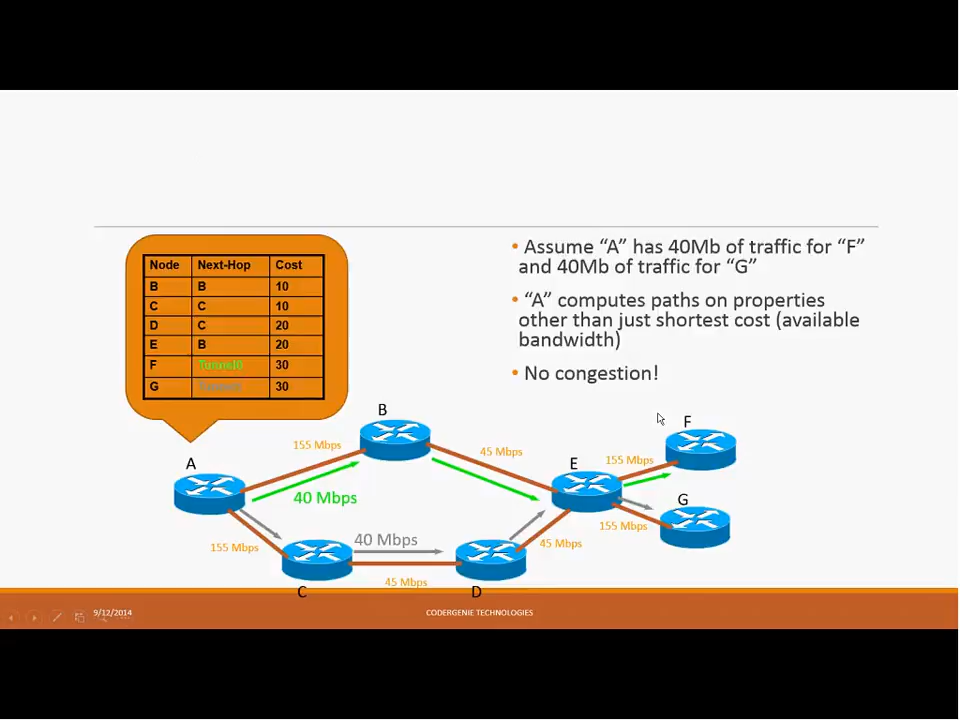 • Assume “A” has 40Mb of traffic for “F”
and 40Mb of traffic for “G”
• “A” computes paths on properties
other than just shortest cost (available
bandwidth)
• No congestion!
Node Next-Hop Cost
B B 10
C C 10
D C 20
E B 20
F Tunnel0 30
G 30
A
B
C
D
E
F
G
155 Mbps
45 Mbps
155 Mbps
40 Mbps
40 Mbps
155 Mbps
155 Mbps
45 Mbps
45 Mbps
9/12/2014
CODERGENIE TECHNOLOGIES